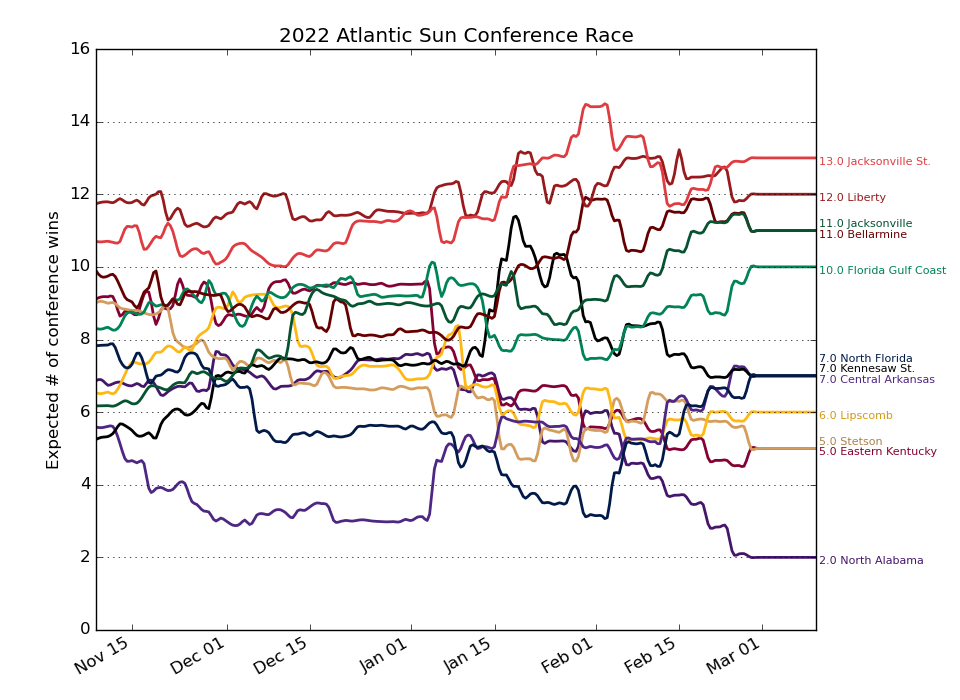 2022 Atlantic Sun Conference Race
Expected # of conference wins
16
14
12
10
8
6
4
2
0
Nov 15
Dec 01
Dec 15
Jan 01
Jan 15
Feb 01
Feb 15
Mar 01
13.0 Jacksonville St.
12.0 Liberty
11.0 Jacksonville
11.0 Bellarmine
10.0 Florida Gulf Coast
7.0 North Florida
7.0 Kennesaw St.
7.0 Central Arkansas
6.0 Lipscomb
5.0 Stetson
5.0 Eastern Kentucky
2.0 North Alabama